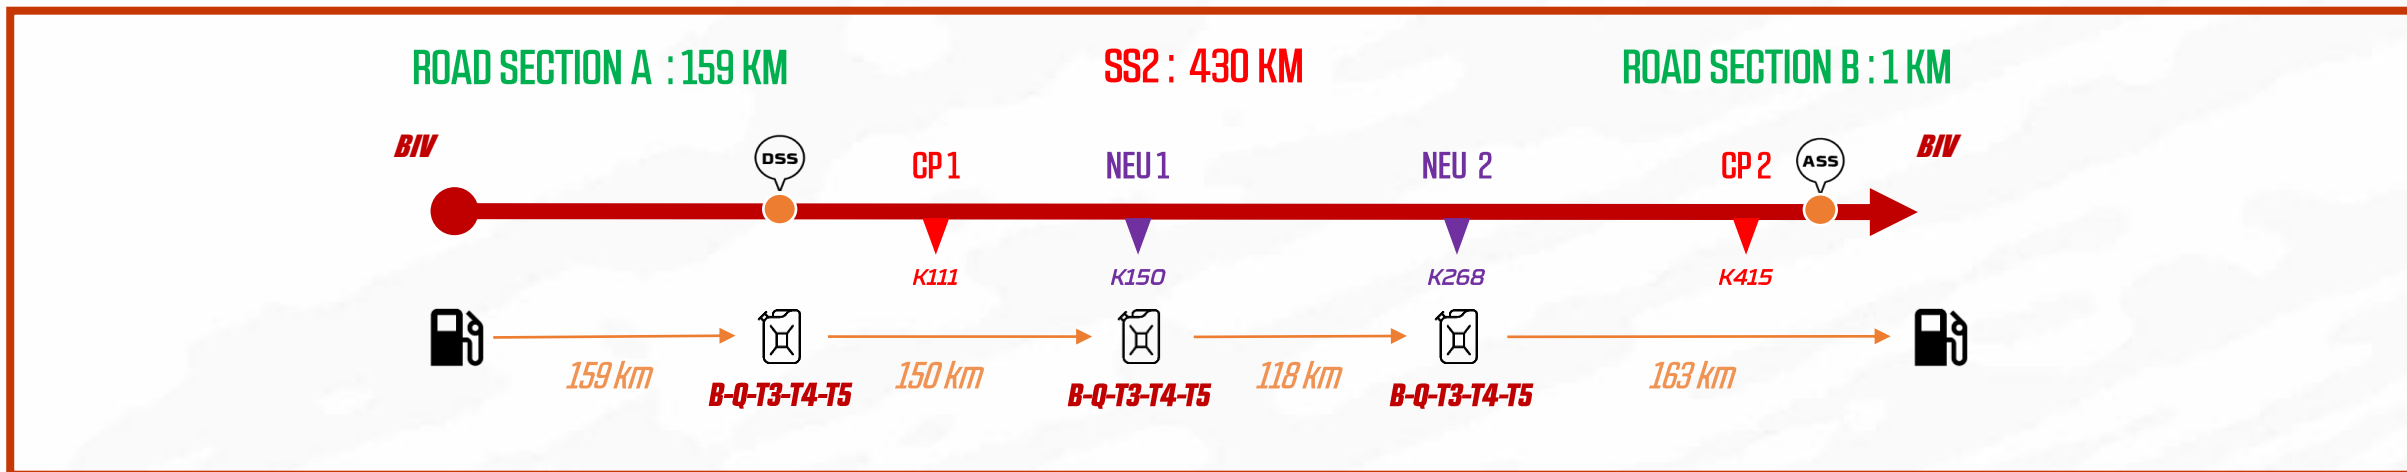 ROAD SECTION A : 159 KM
SS2 : 430 KM
ROAD SECTION B : 1 KM
BIV
DSS
CP 1
NEU 1
NEU 2
CP 2
ASS
BIV
K111
K150
K268
K415
159 km
150 km
118 km
163 km
B-Q-T3-T4-T5
B-Q-T3-T4-T5
B-Q-T3-T4-T5